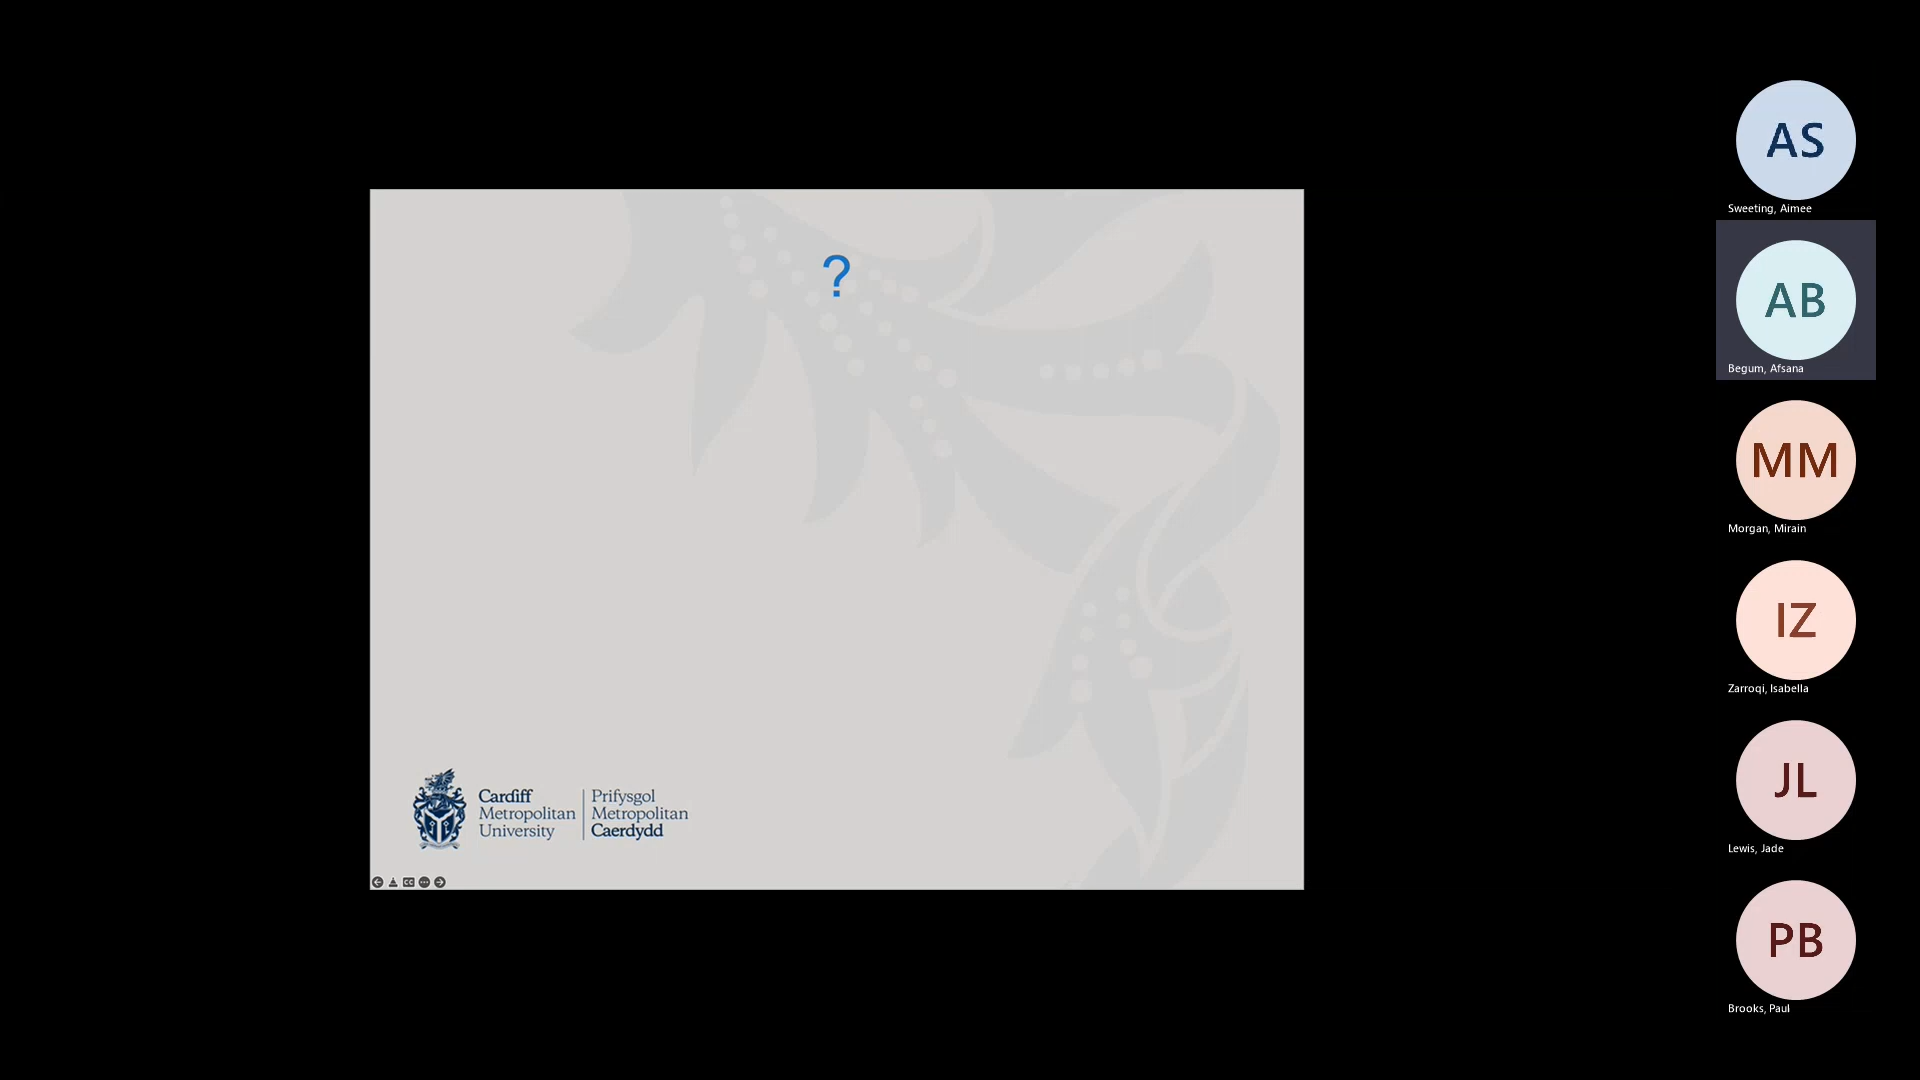 ?
Cardiff
Metropolitan
University
Prifysgol
Metropolitan
Caerdydd
CC
AS
Sweeting, Aimee
AB
Begum, Afsana
MM
Morgan, Mirain
IZ
Zarroqi, Isabella
JL
Lewis, Jade
PB
Brooks, Paul